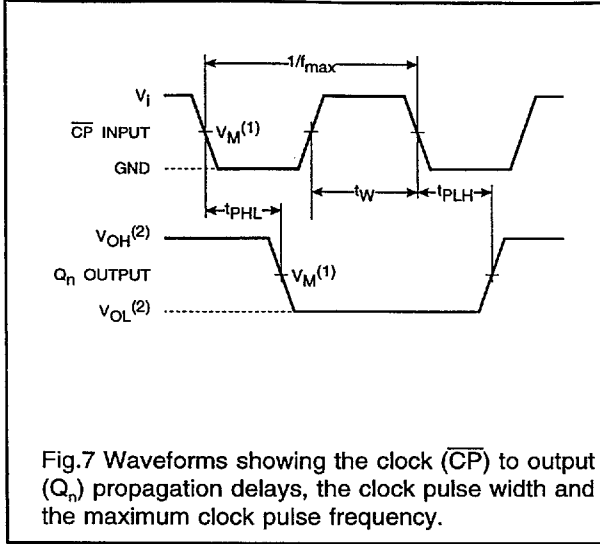 1/fmax
Vi
CP INPUT
VM(1)
GND
tW
tPLH
tPHL
VOH(2)
Qn OUTPUT
VM(1)
VOL(2)
Fig.7 Waveforms showing the clock (CP) to output
(Qn) propagation delays, the clock pulse width and
the maximum clock pulse frequency.